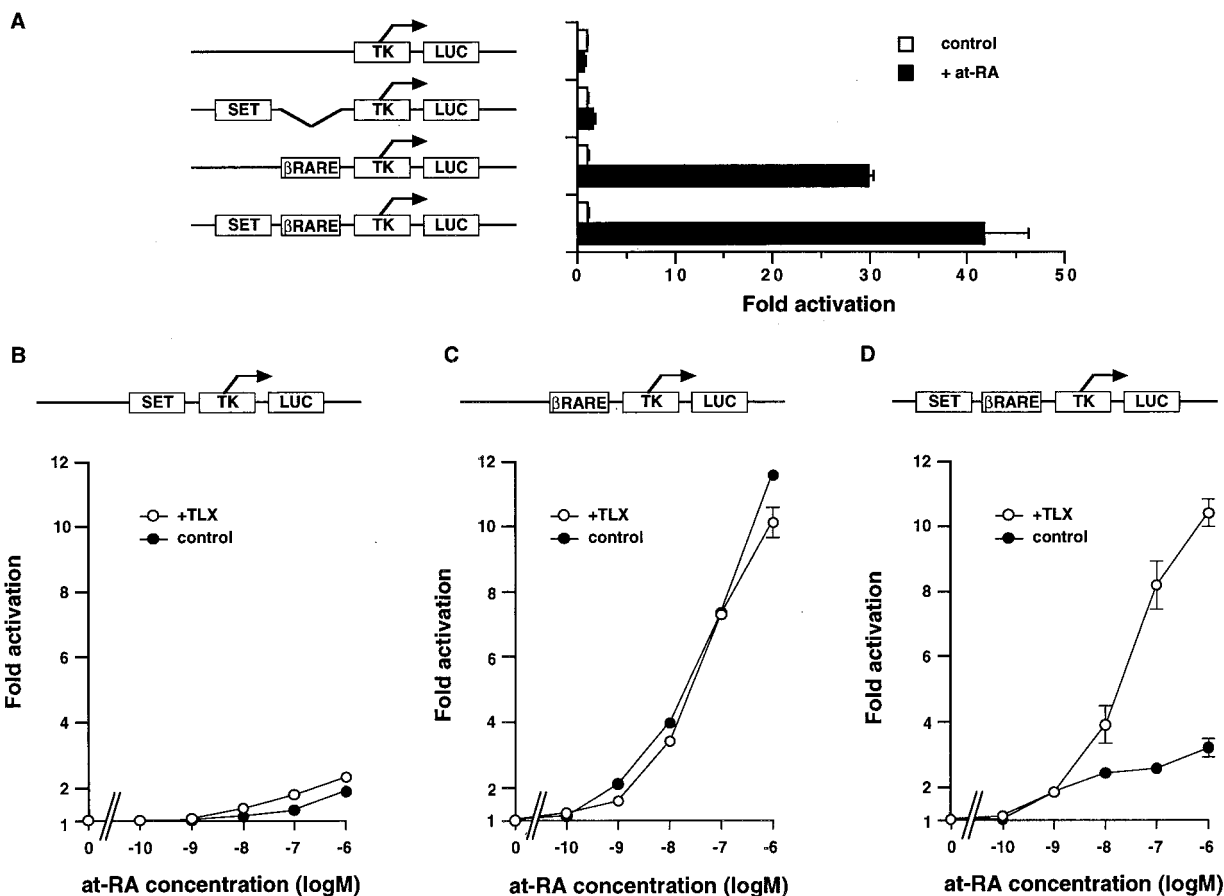 A
TK LUC
SET TK LUC
βRARE TK LUC
SET βRARE TK LUC
control
+ at-RA
0 10 20 30 40 50
Fold activation
B
SET TK LUC
12
10
8
6
4
2
1
+TLX
control
Fold activation
0 -10 -9 -8 -7 -6
at-RA concentration (logM)
C
βRARE TK LUC
12
10
8
6
4
2
1
+TLX
control
Fold activation
0 -10 -9 -8 -7 -6
at-RA concentration (logM)
D
SET βRARE TK LUC
12
10
8
6
4
2
1
+TLX
control
Fold activation
0 -10 -9 -8 -7 -6
at-RA concentration (logM)